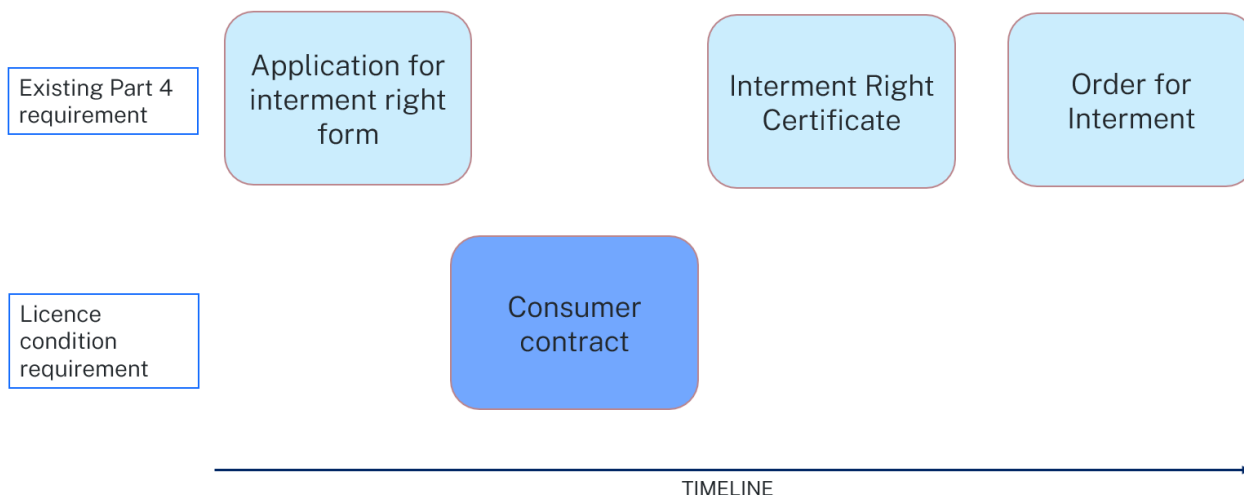 Existing Part 4
requirement
Application for
interment right
form
Interment Right
Certificate
Order for
Interment
Licence
condition
requirement
Consumer
contract
TIMELINE